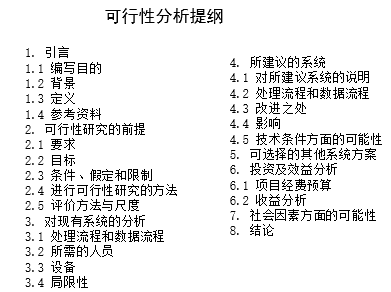 可行性分析提纲
1. 引言
1.1 编写目的
1.2 背景
1.3 定义
1.4 参考资料
2. 可行性研究的前提
2.1 要求
2.2 目标
2.3 条件、假定和限制
2.4 进行可行性研究的方法
2.5 评价方法与尺度
3. 对现有系统的分析
3.1 处理流程和数据流程
3.2 所需的人员
3.3 设备
3.4 局限性
4. 所建议的系统
4.1 对所建议系统的说明
4.2 处理流程和数据流程
4.3 改进之处
4.4 影响
4.5 技术条件方面的可能性
5. 可选择的其他系统方案
6. 投资及效益分析
6.1 项目经费预算
6.2 收益分析
7. 社会因素方面的可能性
8. 结论